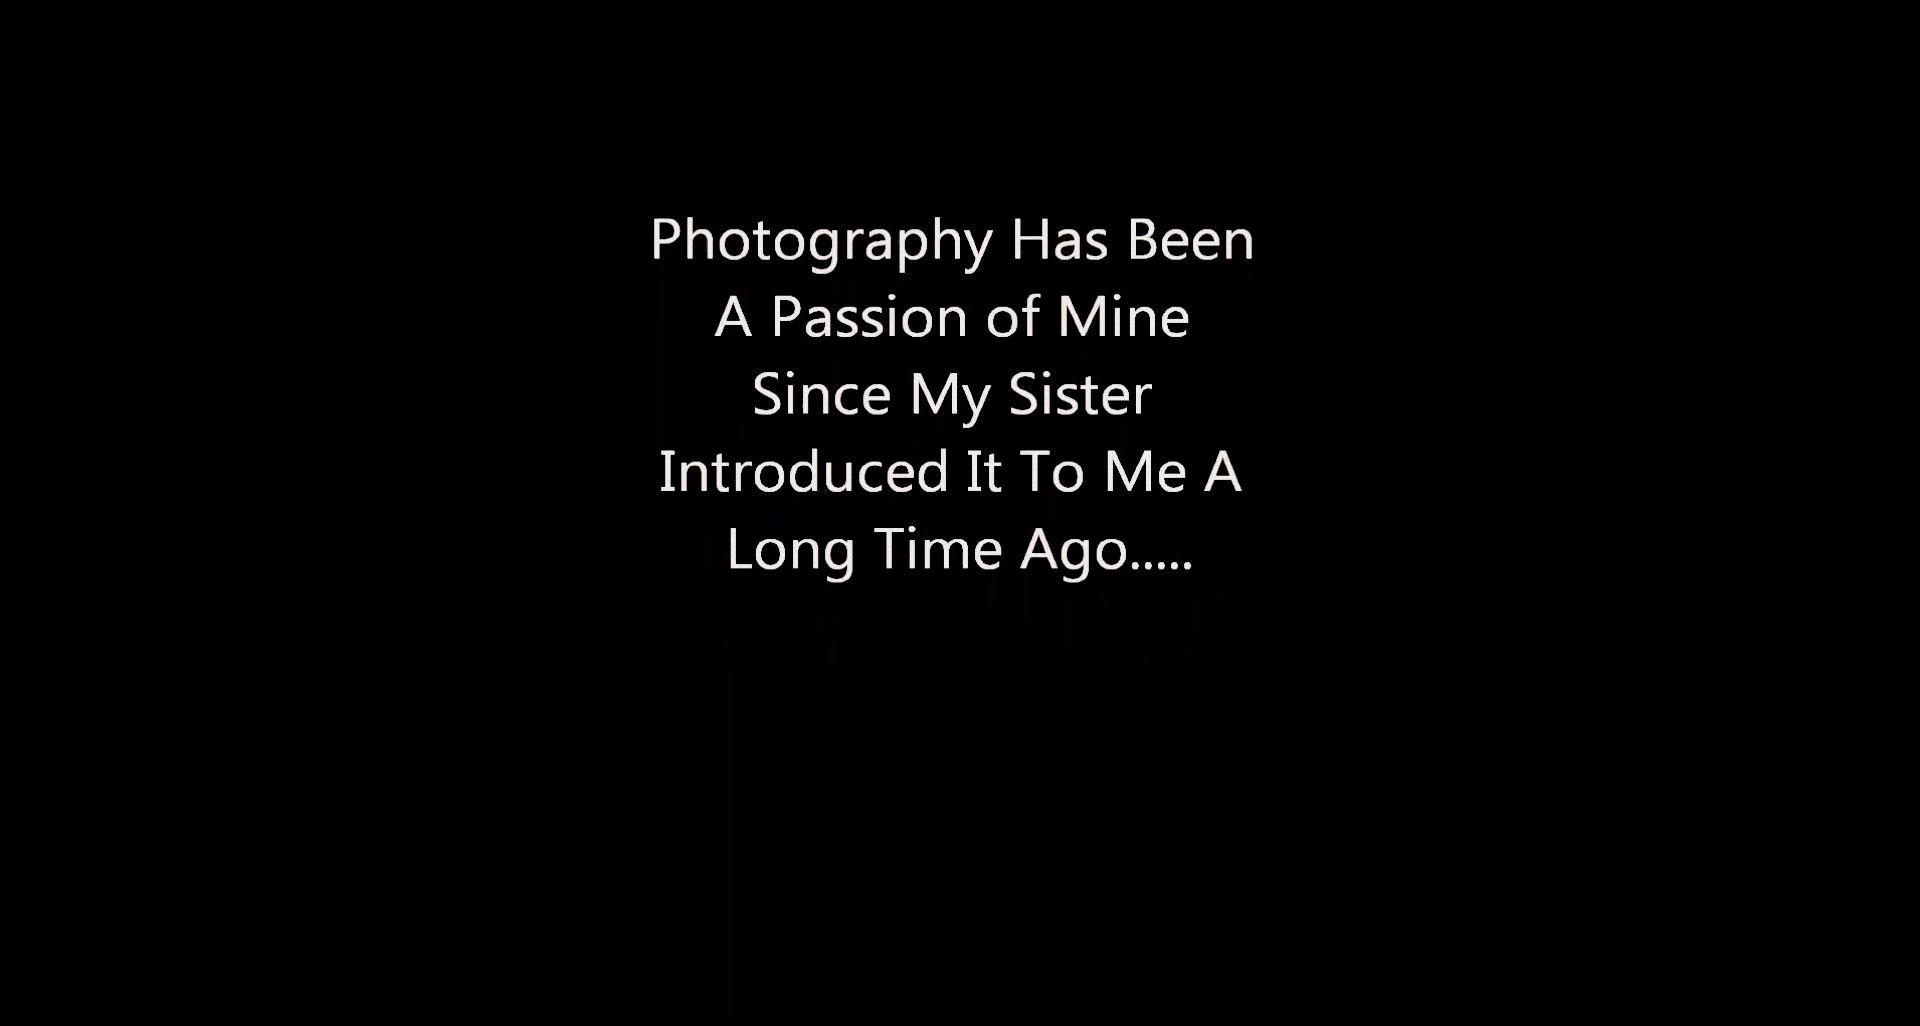 Photography Has Been
A Passion of Mine
Since My Sister
Introduced It To Me A
Long Time Ago.....